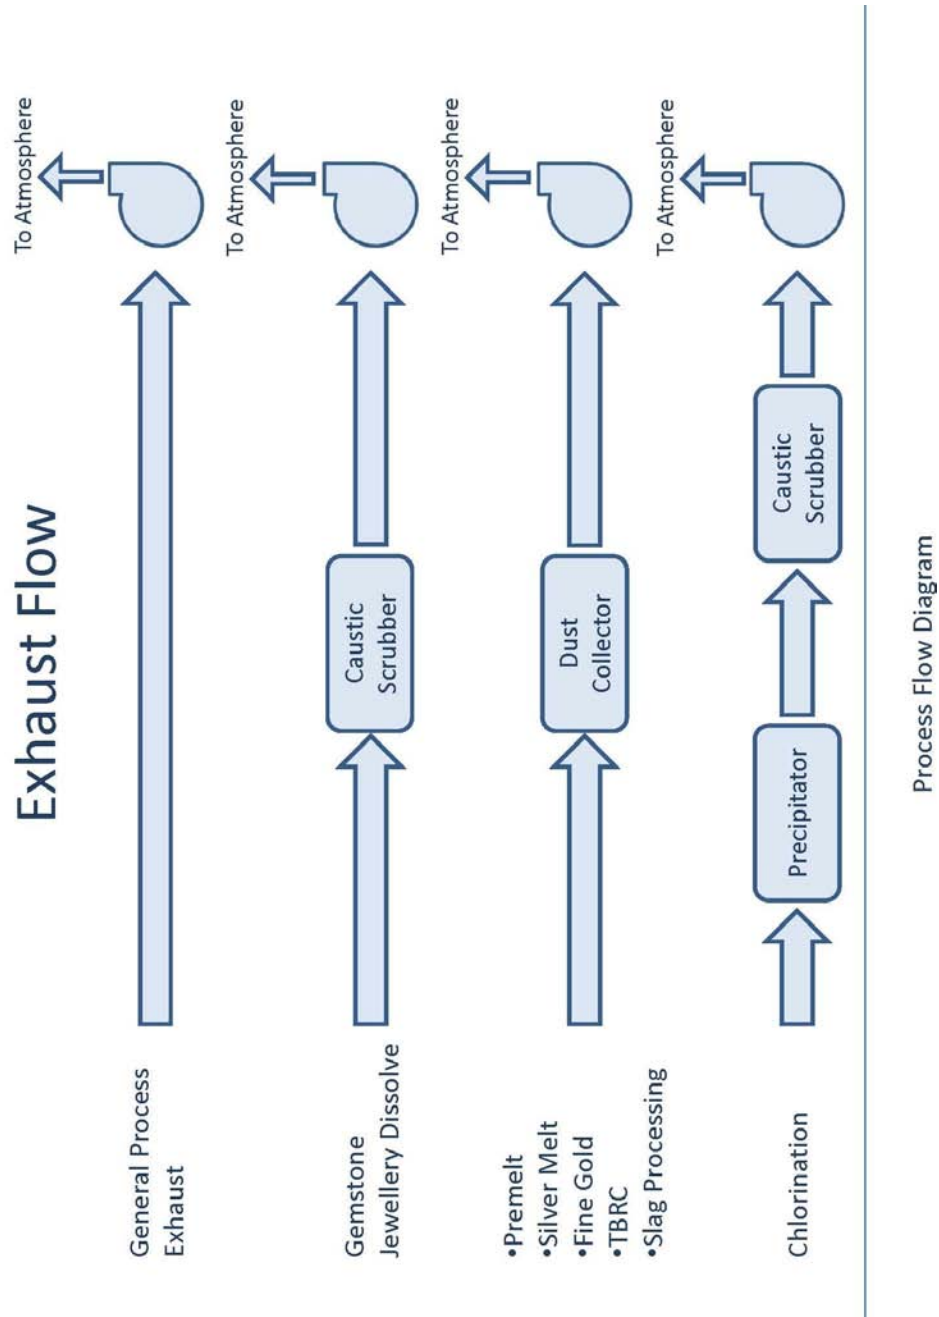 Exhaust Flow
General Process
Exhaust
To Atmosphere
Gemstone
Jewellery Dissolve
Caustic
Scrubber
To Atmosphere
•Premelt
•Silver Melt
•Fine Gold
•TBRC
•Slag Processing
Dust
Collector
To Atmosphere
Chlorination
Precipitator
Caustic
Scrubber
To Atmosphere
Process Flow Diagram